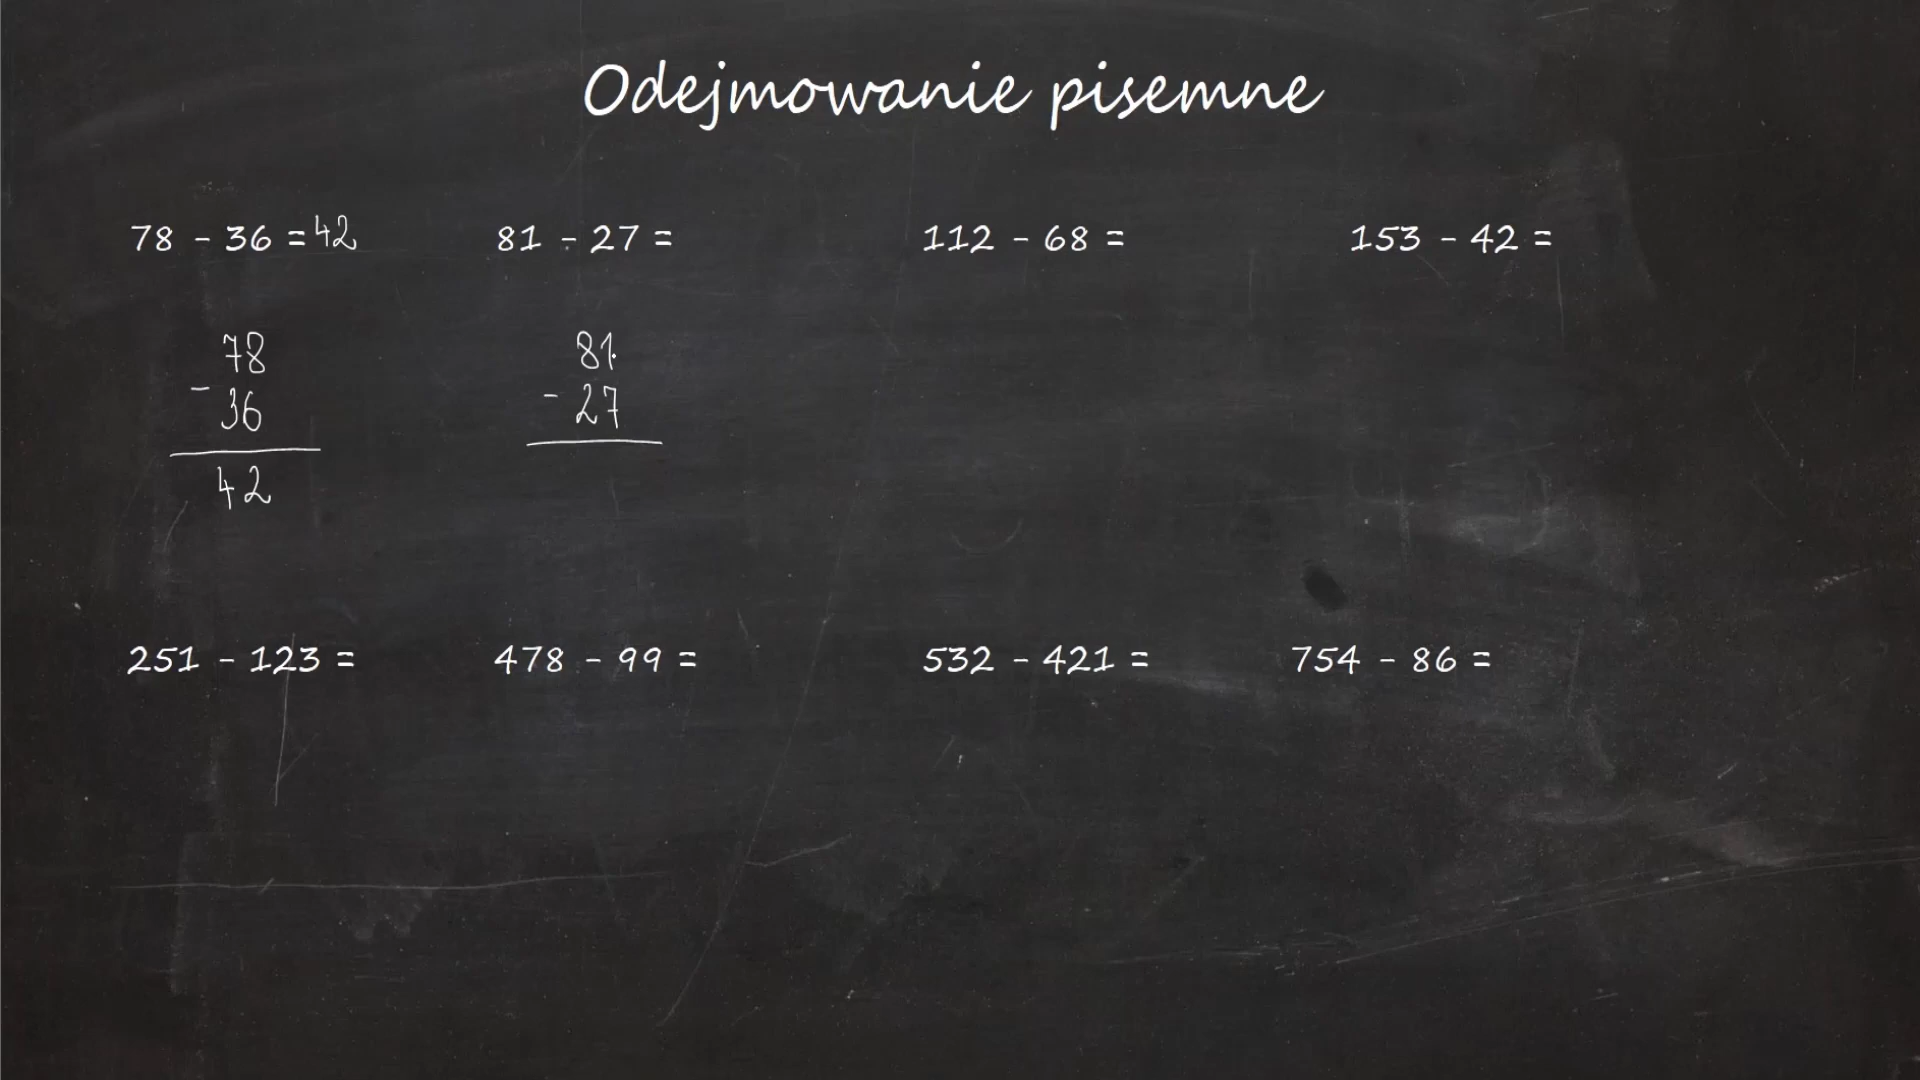 Odejmowanie pisemne
78 - 36 = 42
81 - 27 =
112 - 68 =
153 - 42 =
78
- 36
42
81
- 27
251 - 123 =
478 - 99 =
532 - 421 =
754 - 86 =